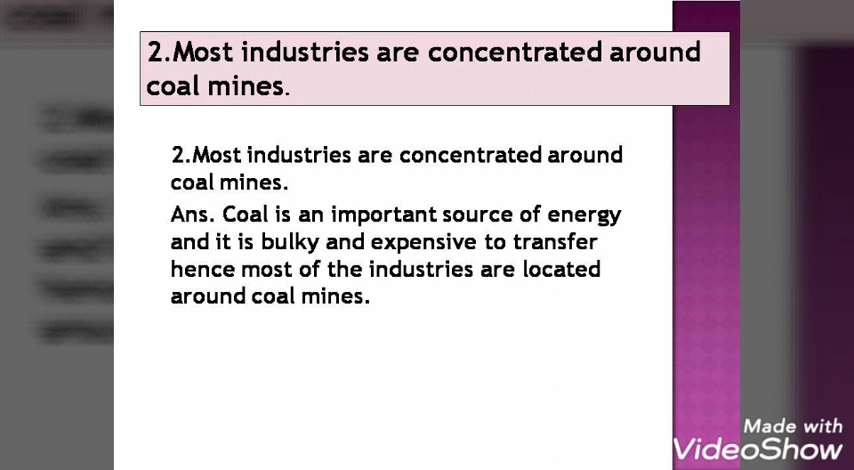 2.Most industries are concentrated around
coal mines.
2.Most industries are concentrated around
coal mines.
Ans. Coal is an important source of energy
and it is bulky and expensive to transfer
hence most of the industries are located
around coal mines.
Made with
VideoShow